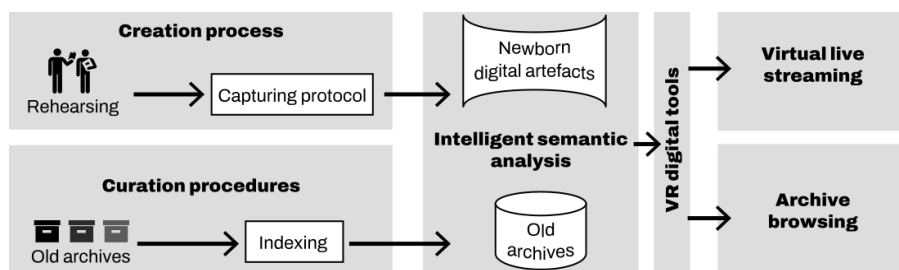 Creation process
Rehearsing
Capturing protocol
Curation procedures
Old archives
Indexing
Newborn
digital artefacts
Intelligent semantic
analysis
Old
archives
VR digital tools
Virtual live
streaming
Archive
browsing